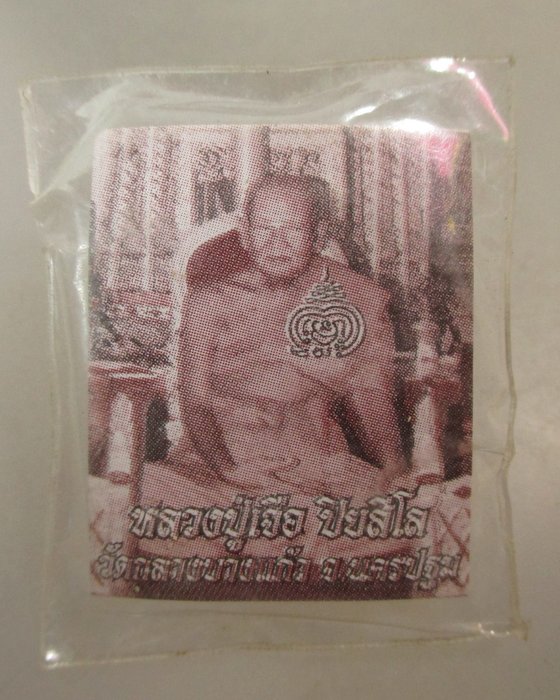 หลวงปู่เจือ ปิยสีโล
วัดกลางบางแก้ว จ.นครปฐม